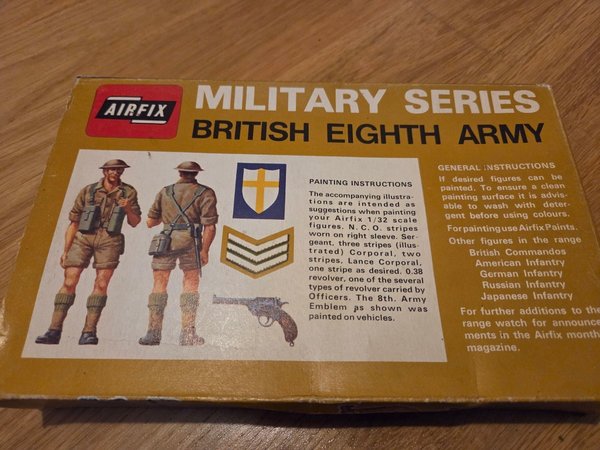 AIRFIX
MILITARY SERIES
BRITISH EIGHTH ARMY
PAINTING INSTRUCTIONS
The accompanying illustra-
tions are intended as
suggestions when painting
your Airfix 1/32 scale
figures. N.C.O. stripes
worn on right sleeve. Ser-
geant, three stripes (illus-
trated) Corporal, two
stripes, Lance Corporal,
one stripe as desired. 0.38
revolver, one of the several
types of revolver carried by
Officers. The 8th. Army
Emblem as shown was
painted on vehicles.
GENERAL INSTRUCTIONS
If desired figures can be
painted. To ensure a clean
painting surface it is advis-
able to wash with deter-
gent before using colours.
For painting use Airfix Paints.
Other figures in the range
British Commandos
American Infantry
German Infantry
Russian Infantry
Japanese Infantry
For further additions to the
range watch for announce
ments in the Airfix month
magazine.